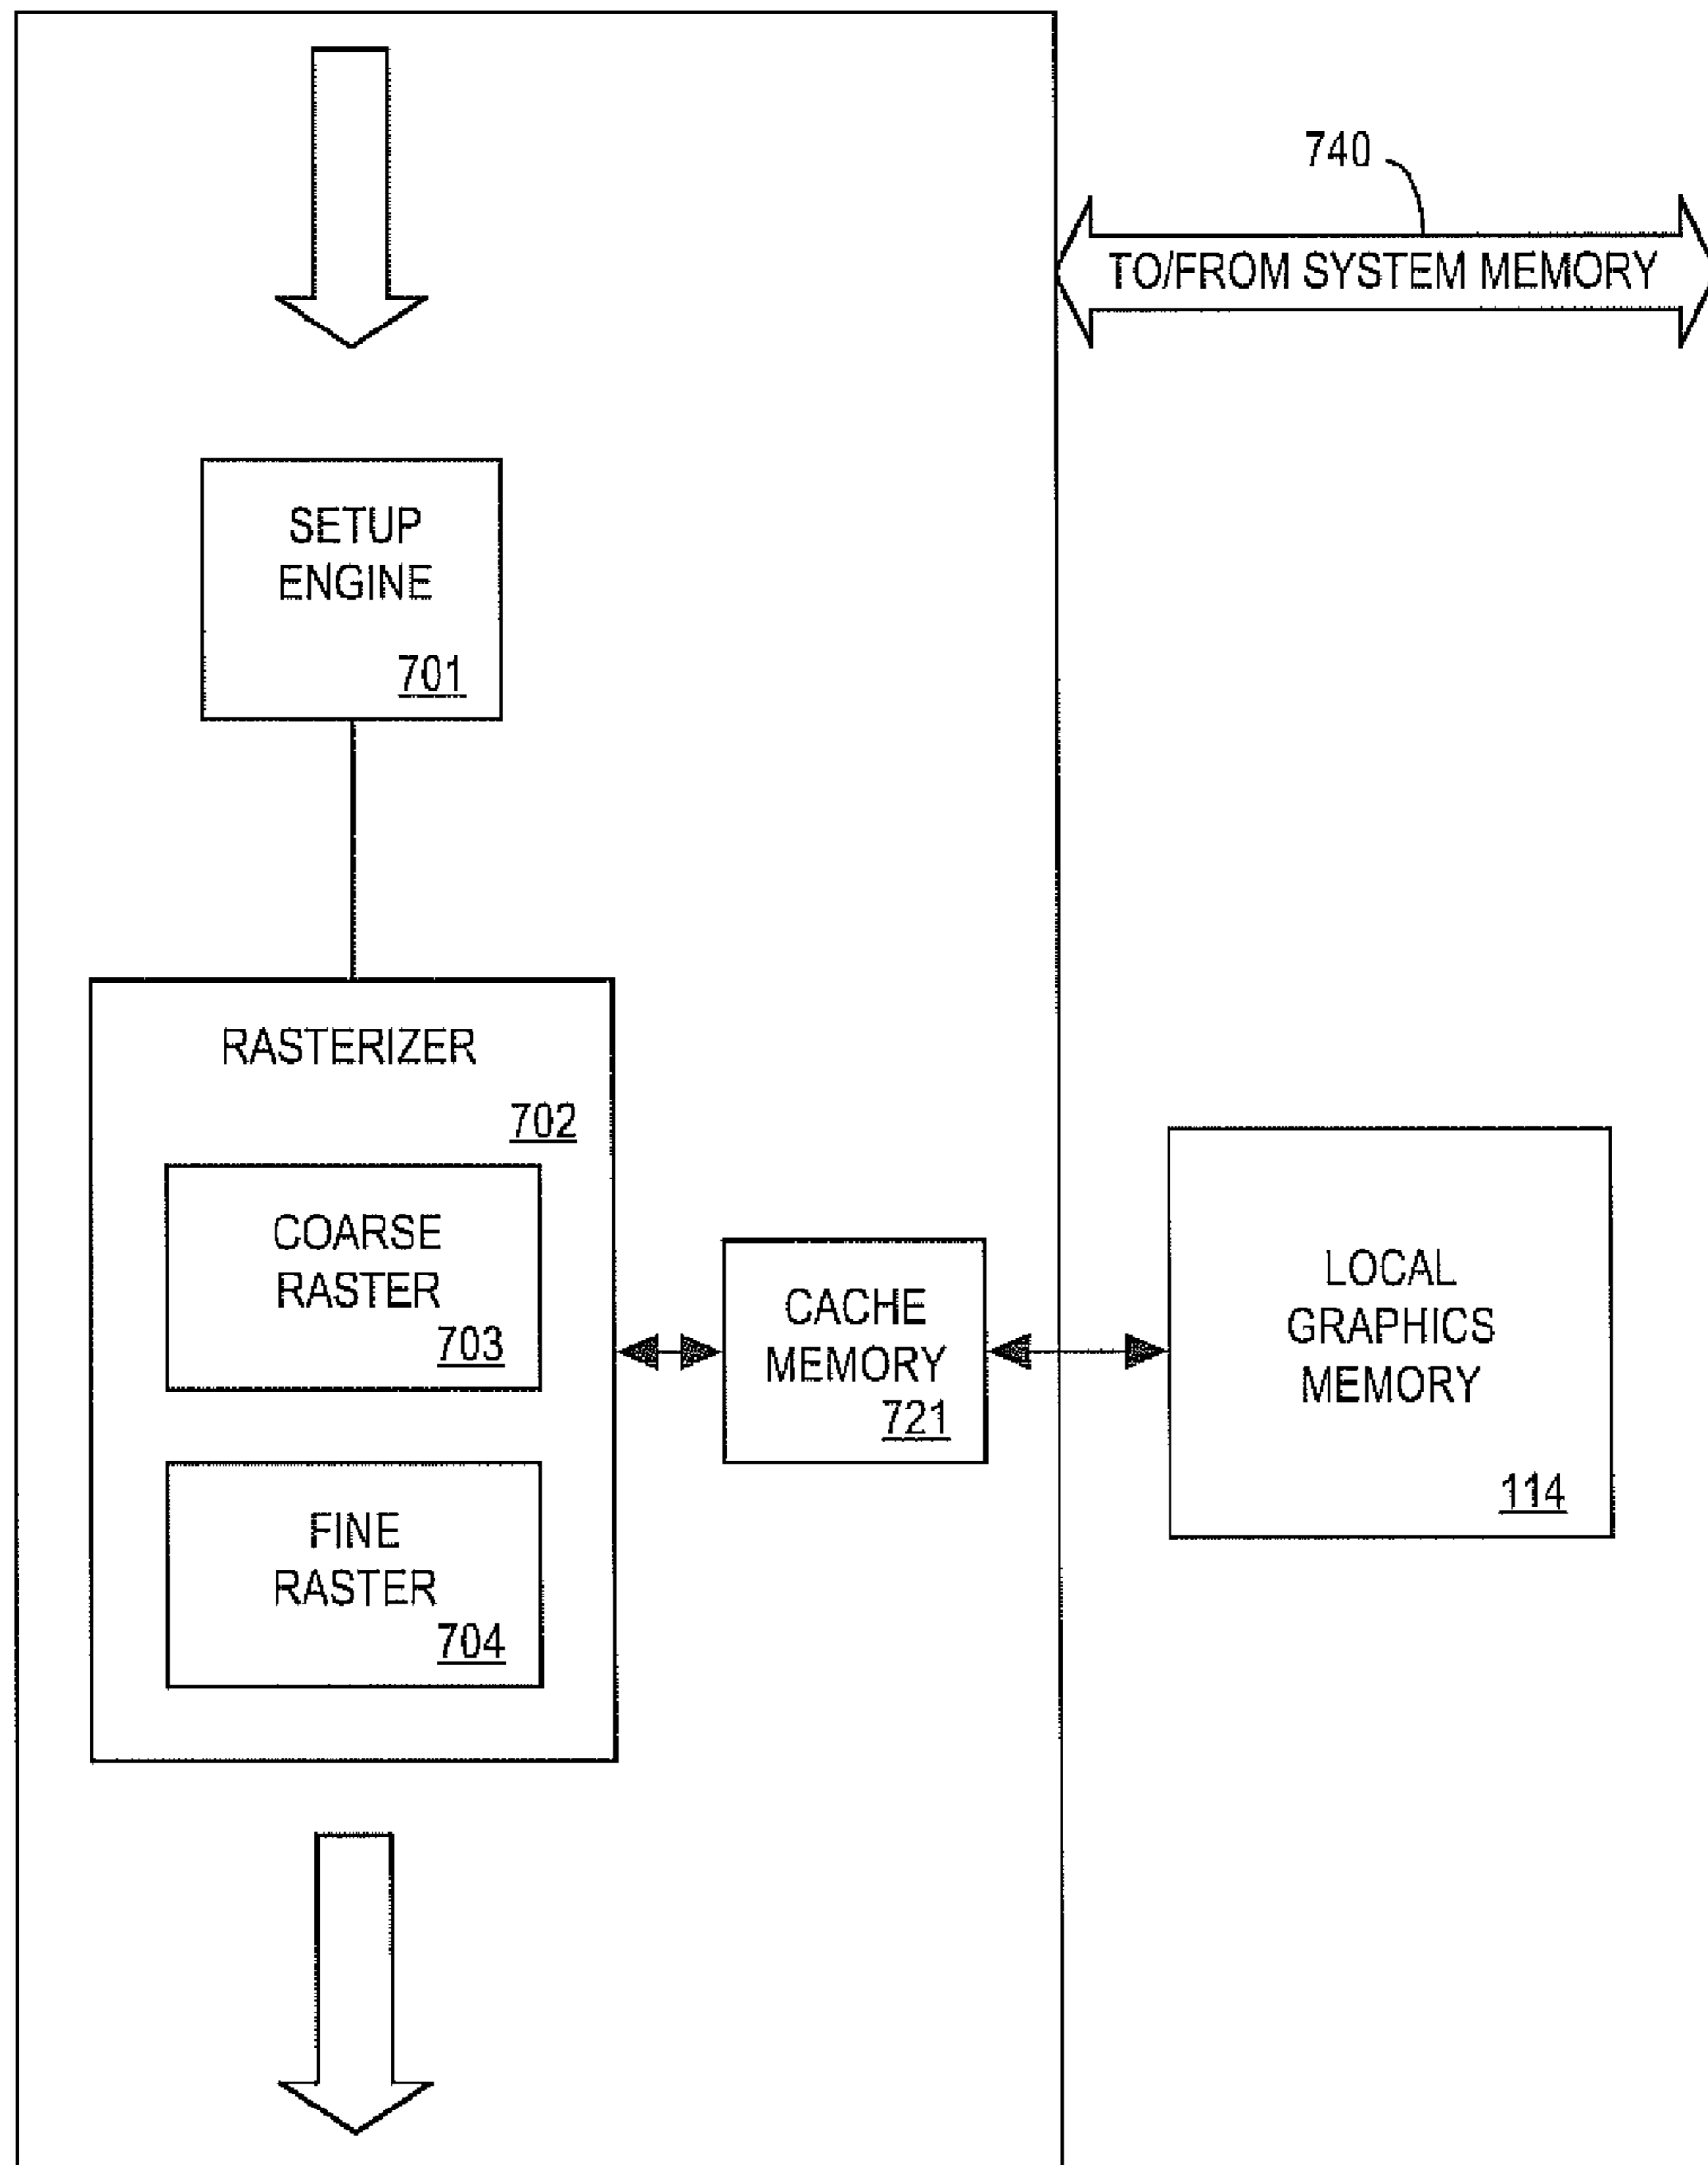 740
TO/FROM SYSTEM MEMORY
SETUP
ENGINE
701
RASTERIZER
702
COARSE
RASTER
703
CACHE
MEMORY
721
LOCAL
GRAPHICS
MEMORY
114
FINE
RASTER
704